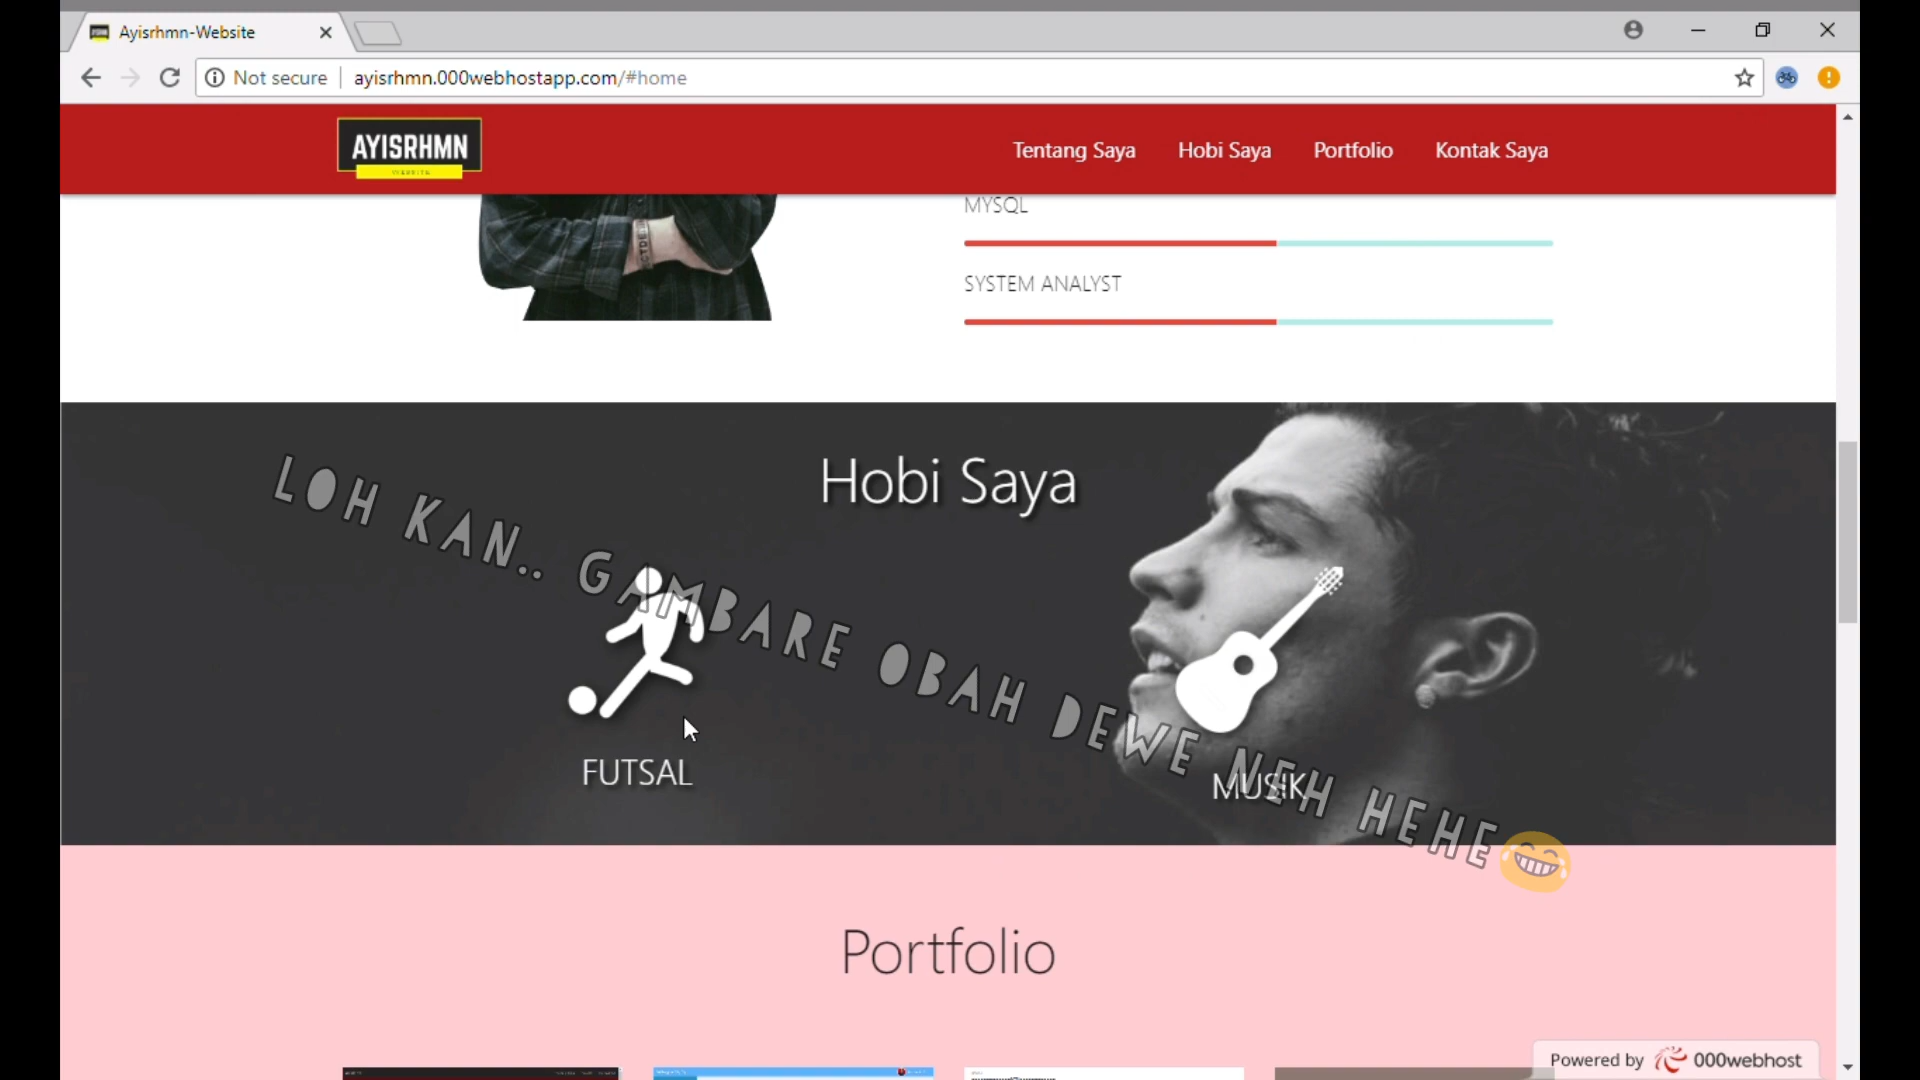 Ayisrhmn-Website
Not secure
ayisrhmn.000webhostapp.com/#home
AYISRHMN
WEBSITE
Tentang Saya
Hobi Saya
Portfolio
Kontak Saya
MYSQL
SYSTEM ANALYST
Hobi Saya
LOH KAN.. GAMBARE OBAH DEWE NEH HEHE😂
FUTSAL
MUSIK
Portfolio
Powered by 000webhost